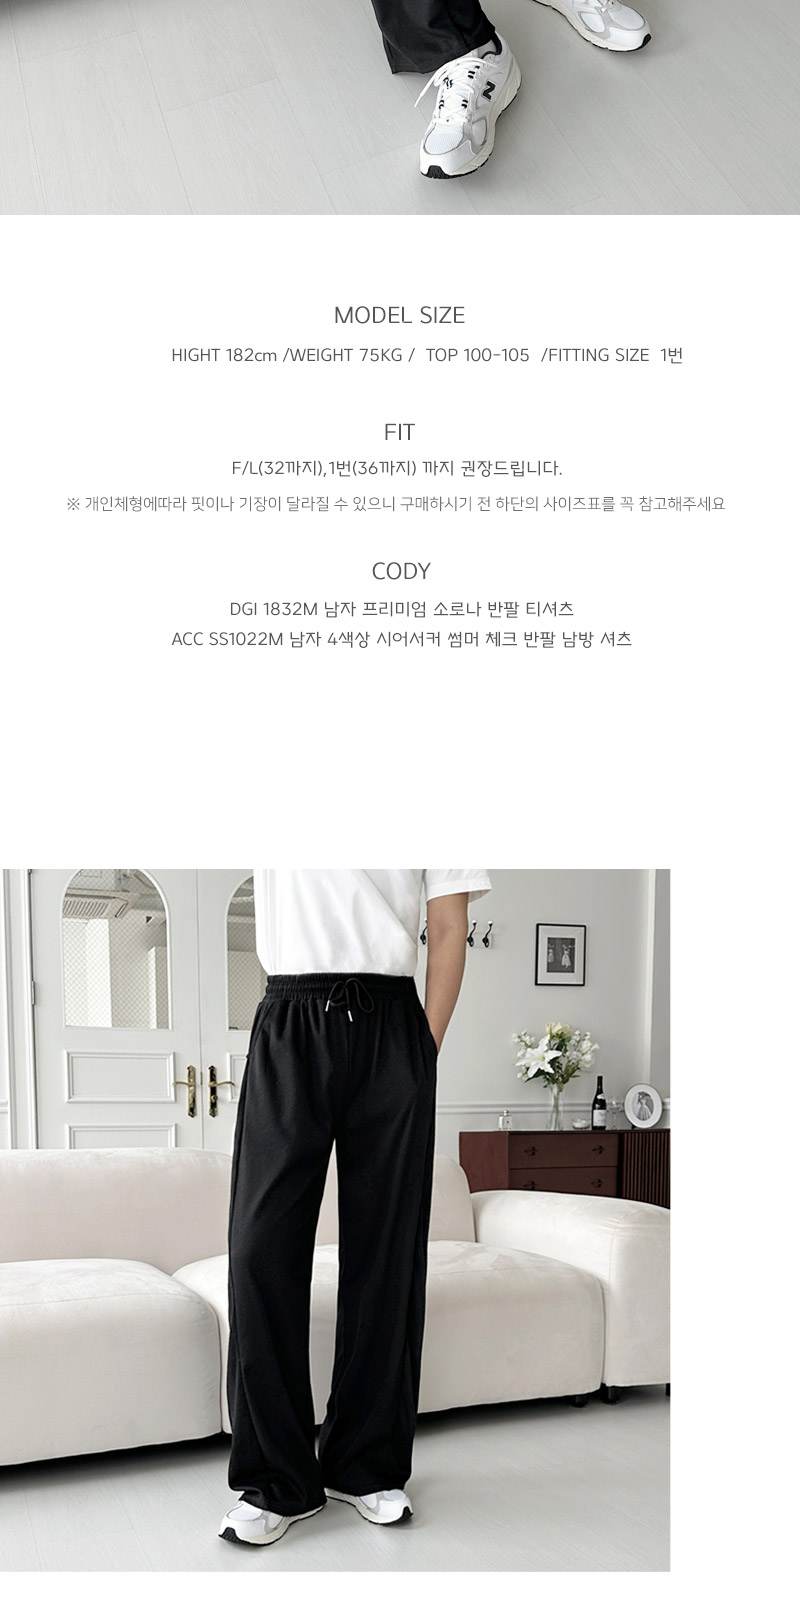 N
MODEL SIZE
HIGHT 182cm /WEIGHT 75KG /  TOP 100-105  /FITTING SIZE  1번
FIT
F/L(32까지),1번(36까지) 까지 권장드립니다.
※ 개인체형에따라 핏이나 기장이 달라질 수 있으니 구매하시기 전 하단의 사이즈표를 꼭 참고해주세요
CODY
DGI 1832M 남자 프리미엄 소로나 반팔 티셔츠
ACC SS1022M 남자 4색상 시어서커 썸머 체크 반팔 남방 셔츠